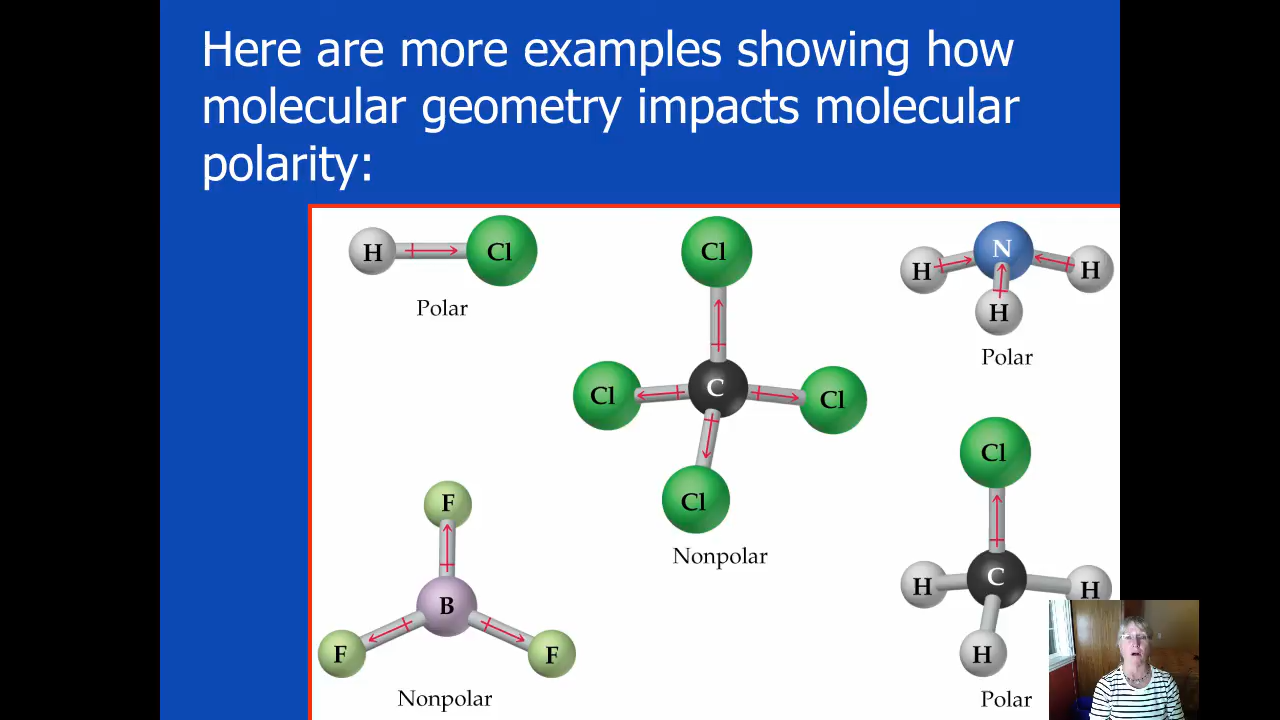 Here are more examples showing how
molecular geometry impacts molecular
polarity:
H Cl
Polar
Cl
Cl C Cl
Cl
Nonpolar
N
H H
H
Polar
F
B
F F
Nonpolar
Cl
H C H
H
Polar